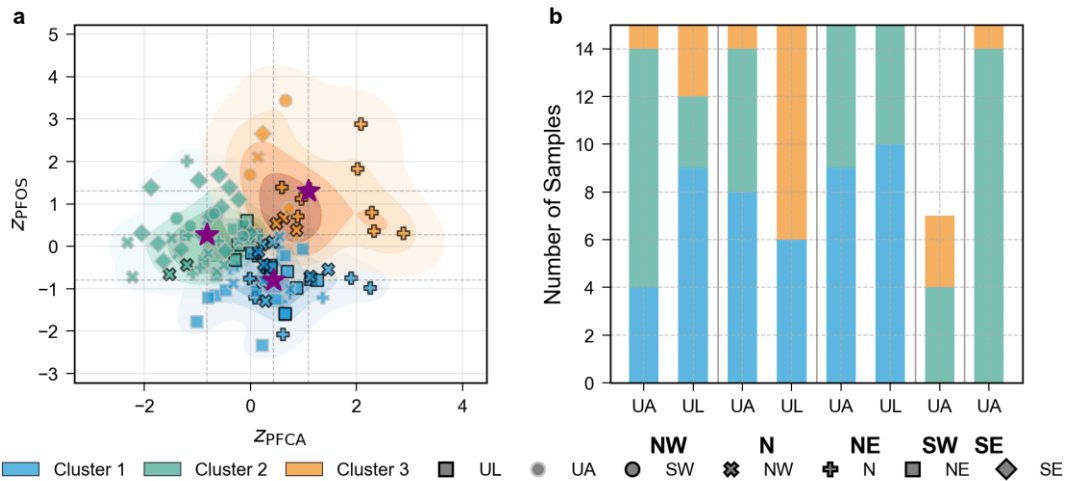 a
5
4
3
2
1
0
−1
−2
−3
z_PFOS
−2 0 2 4
z_PFCA
b
14
12
10
8
6
4
2
0
Number of Samples
UA UL UA UL UA UL UA UA
NW N NE SW SE
Cluster 1 Cluster 2 Cluster 3 UL UA SW NW N NE SE